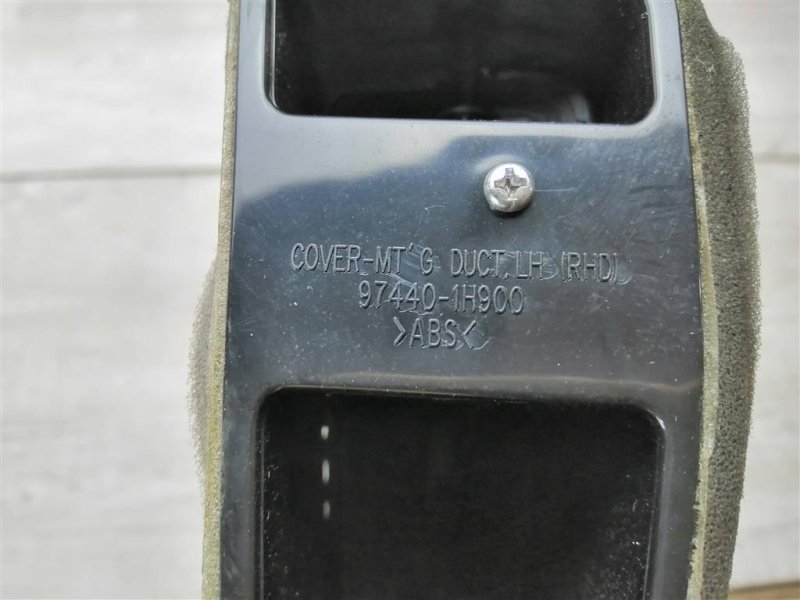 COVER-MT'G DUCT,LH (RHD)
97440-1H900
>ABS<